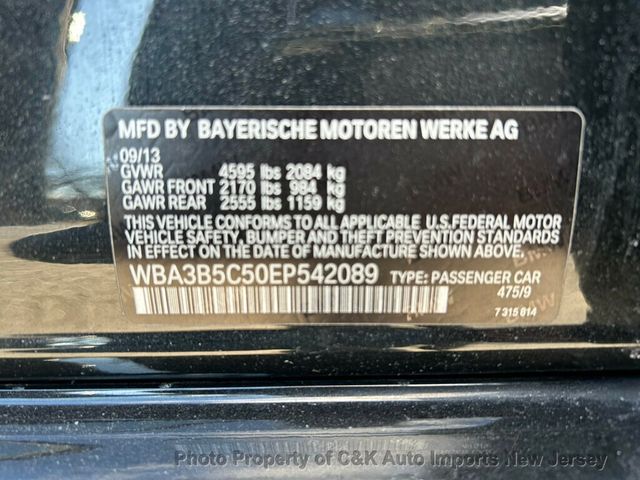 MFD BY BAYERISCHE MOTOREN WERKE AG
09/13
GVWR 4595 lbs 2084 kg
GAWR FRONT 2170 lbs 984 kg
GAWR REAR 2555 lbs 1159 kg
THIS VEHICLE CONFORMS TO ALL APPLICABLE U.S.FEDERAL MOTOR
VEHICLE SAFETY, BUMPER AND THEFT PREVENTION STANDARDS
IN EFFECT ON THE DATE OF MANUFACTURE SHOWN ABOVE.
WBA3B5C50EP542089 TYPE: PASSENGER CAR
475/9
7 315 814
Photo Property of C&K Auto Imports New Jersey